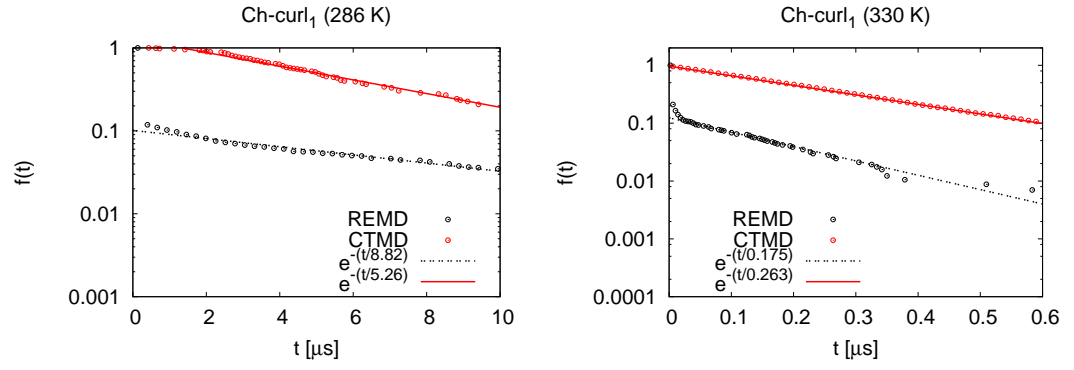 Ch-curl1 (286 K)
f(t)
1
0.1
0.01
0.001
0
2
4
6
8
10
t [μs]
REMD
CTMD
e-(t/8.82)
e-(t/5.26)
Ch-curl1 (330 K)
f(t)
1
0.1
0.01
0.001
0.0001
0
0.1
0.2
0.3
0.4
0.5
0.6
t [μs]
REMD
CTMD
e-(t/0.175)
e-(t/0.263)